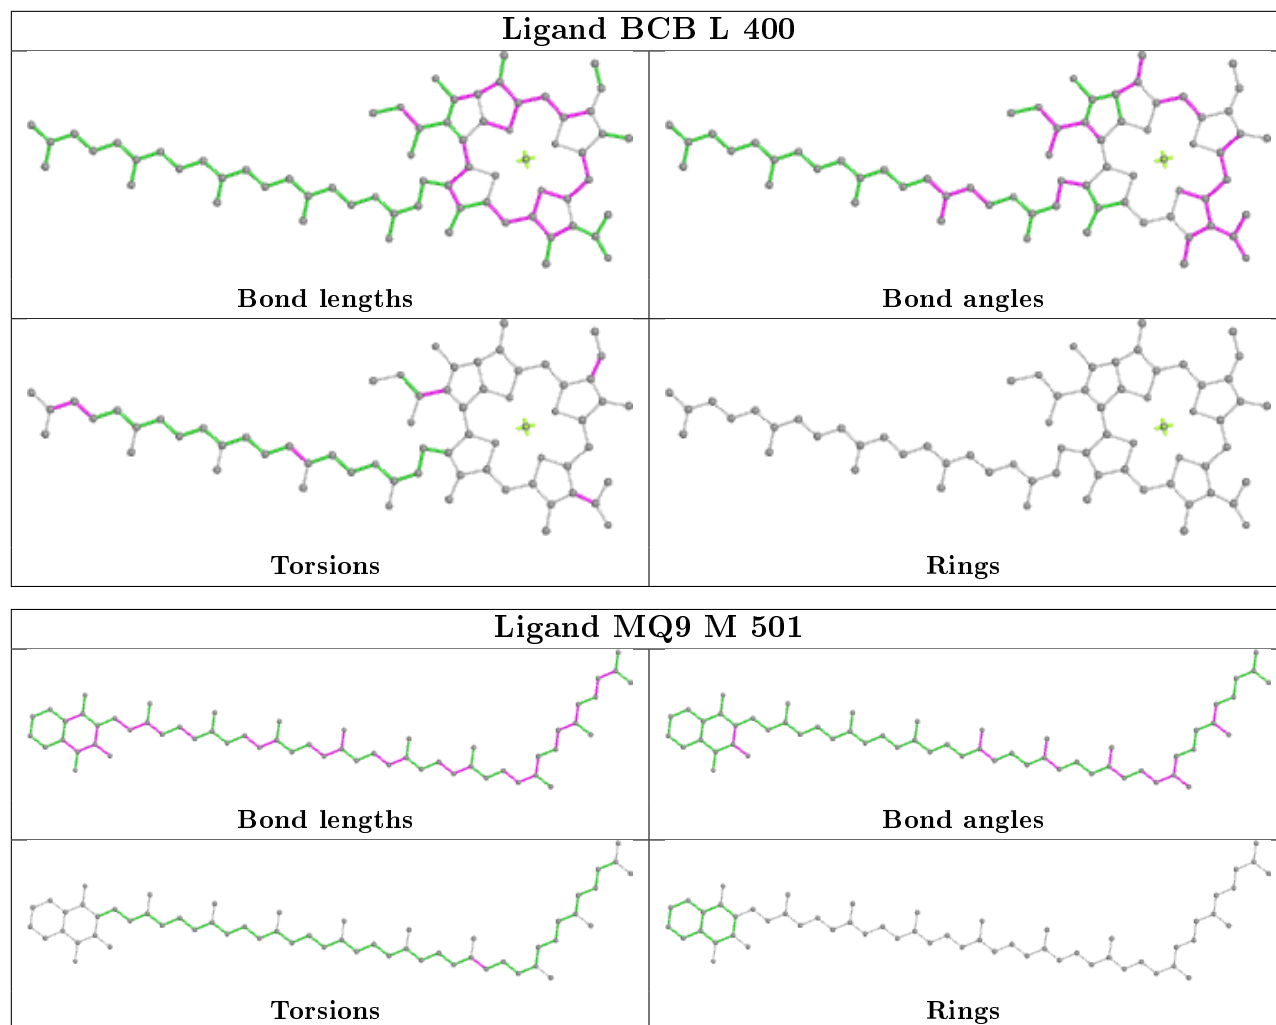 Ligand BCB L 400
Bond lengths
Bond angles
Torsions
Rings
Ligand MQ9 M 501
Bond lengths
Bond angles
Torsions
Rings